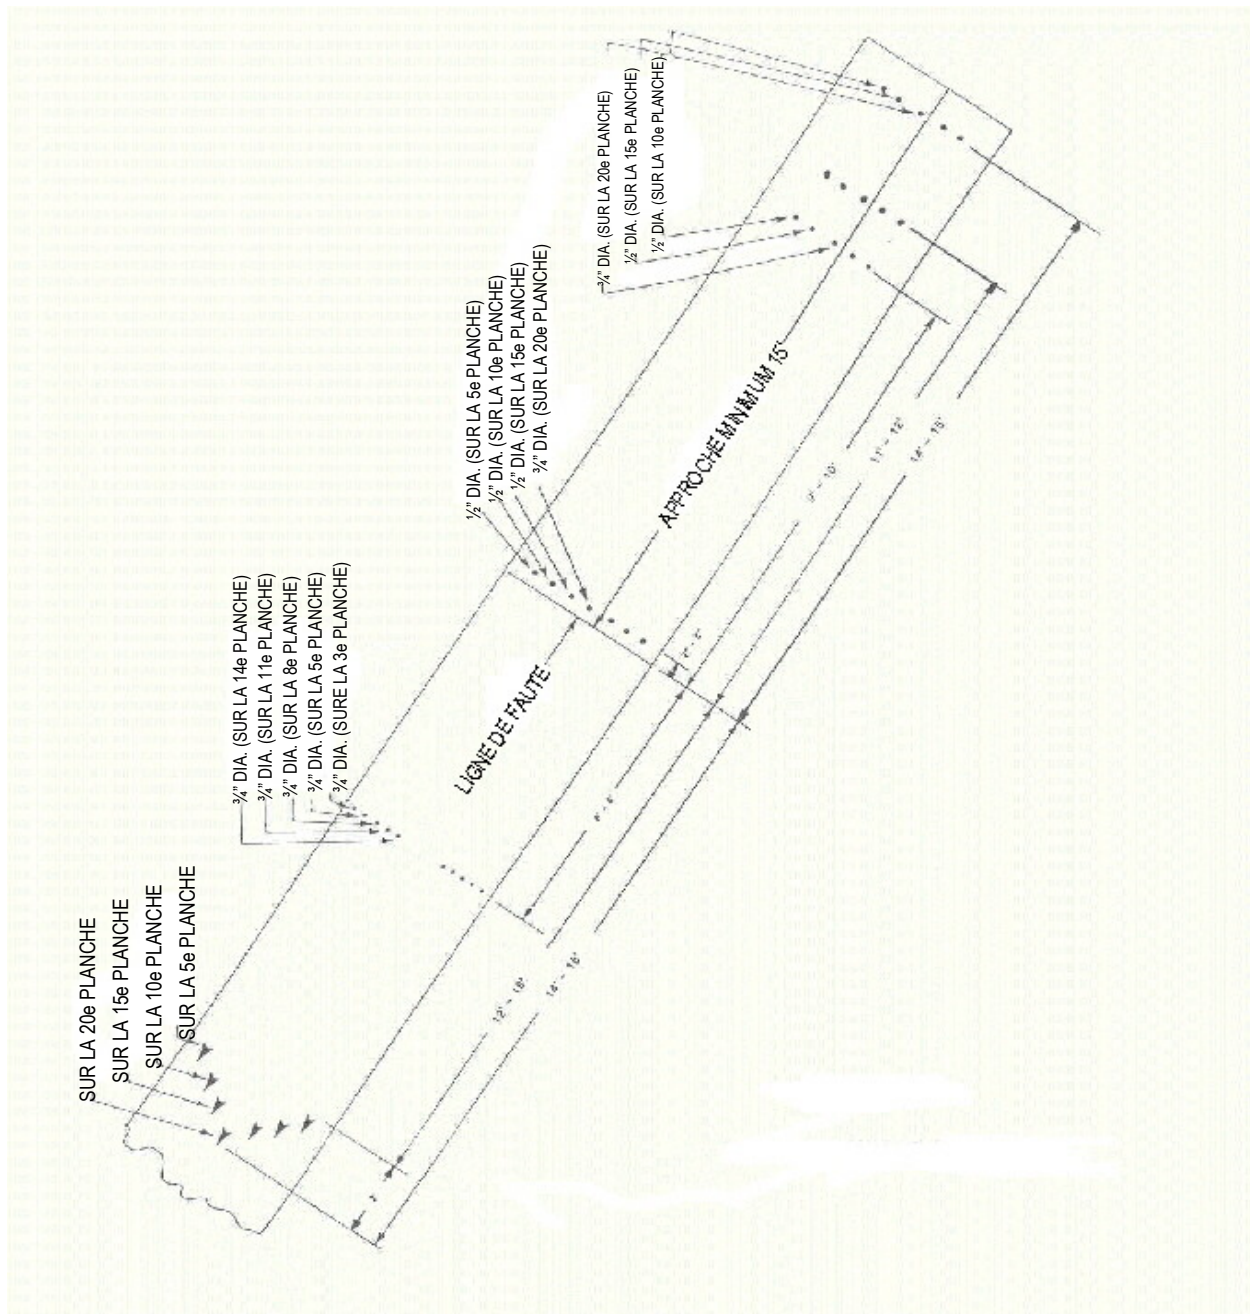 ¾” DIA. (SUR LA 20e PLANCHE)
½” DIA. (SUR LA 15e PLANCHE)
½” DIA. (SUR LA 10e PLANCHE)
½” DIA. (SUR LA 5e PLANCHE)
½” DIA. (SUR LA 10e PLANCHE)
½” DIA. (SUR LA 15e PLANCHE)
¾” DIA. (SUR LA 20e PLANCHE)
APPROCHE MINIMUM 15'
¾” DIA. (SUR LA 14e PLANCHE)
¾” DIA. (SUR LA 11e PLANCHE)
¾” DIA. (SUR LA 8e PLANCHE)
¾” DIA. (SUR LA 5e PLANCHE)
¾” DIA. (SURE LA 3e PLANCHE)
LIGNE DE FAUTE
SUR LA 20e PLANCHE
SUR LA 15e PLANCHE
SUR LA 10e PLANCHE
SUR LA 5e PLANCHE
11' - 12'
14' - 15'
12' - 16'
14' - 16'